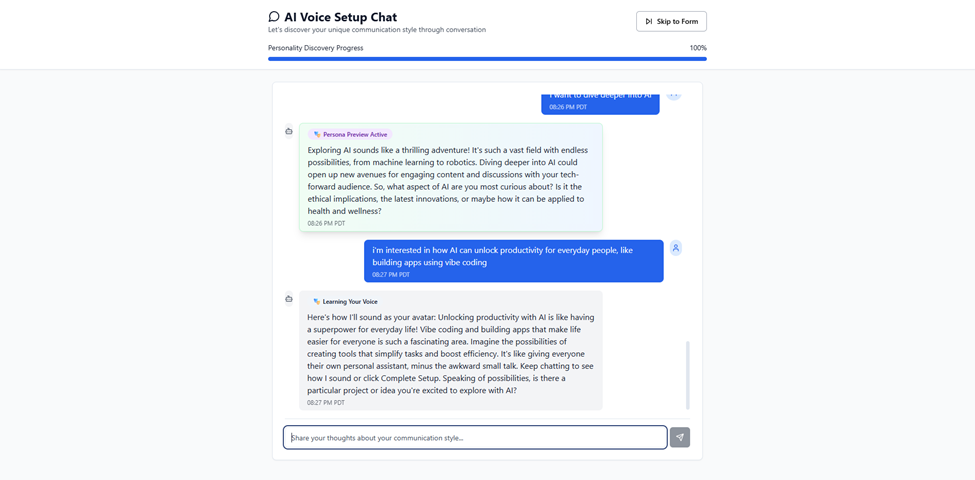 AI Voice Setup Chat
Let's discover your unique communication style through conversation
Skip to Form
Personality Discovery Progress
100%
i want to dive deeper into AI
08:26 PM PDT
Persona Preview Active
Exploring AI sounds like a thrilling adventure! It's such a vast field with endless
possibilities, from machine learning to robotics. Diving deeper into AI could
open up new avenues for engaging content and discussions with your tech-
forward audience. So, what aspect of AI are you most curious about? Is it the
ethical implications, the latest innovations, or maybe how it can be applied to
health and wellness?
08:26 PM PDT
i'm interested in how AI can unlock productivity for everyday people, like
building apps using vibe coding
08:27 PM PDT
Learning Your Voice
Here's how I'll sound as your avatar: Unlocking productivity with AI is like having
a superpower for everyday life! Vibe coding and building apps that make life
easier for everyone is such a fascinating area. Imagine the possibilities of
creating tools that simplify tasks and boost efficiency. It's like giving everyone
their own personal assistant, minus the awkward small talk. Keep chatting to see
how I sound or click Complete Setup. Speaking of possibilities, is there a
particular project or idea you're excited to explore with AI?
08:27 PM PDT
Share your thoughts about your communication style...